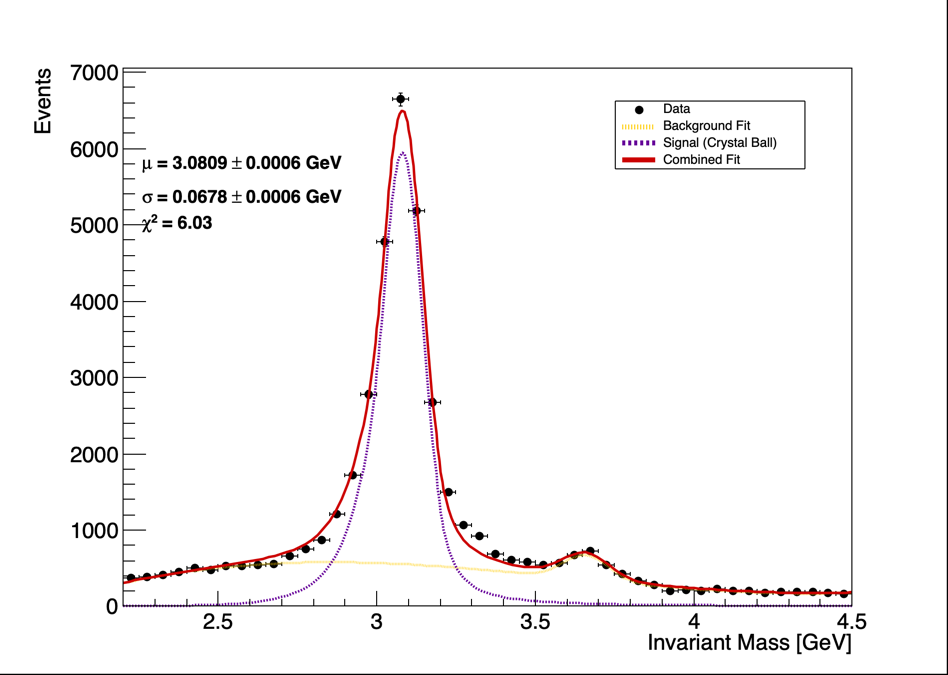 Events
7000
6000
5000
4000
3000
2000
1000
0
μ = 3.0809 ± 0.0006 GeV
σ = 0.0678 ± 0.0006 GeV
χ² = 6.03
Data
Background Fit
Signal (Crystal Ball)
Combined Fit
2.5 3 3.5 4 4.5
Invariant Mass [GeV]